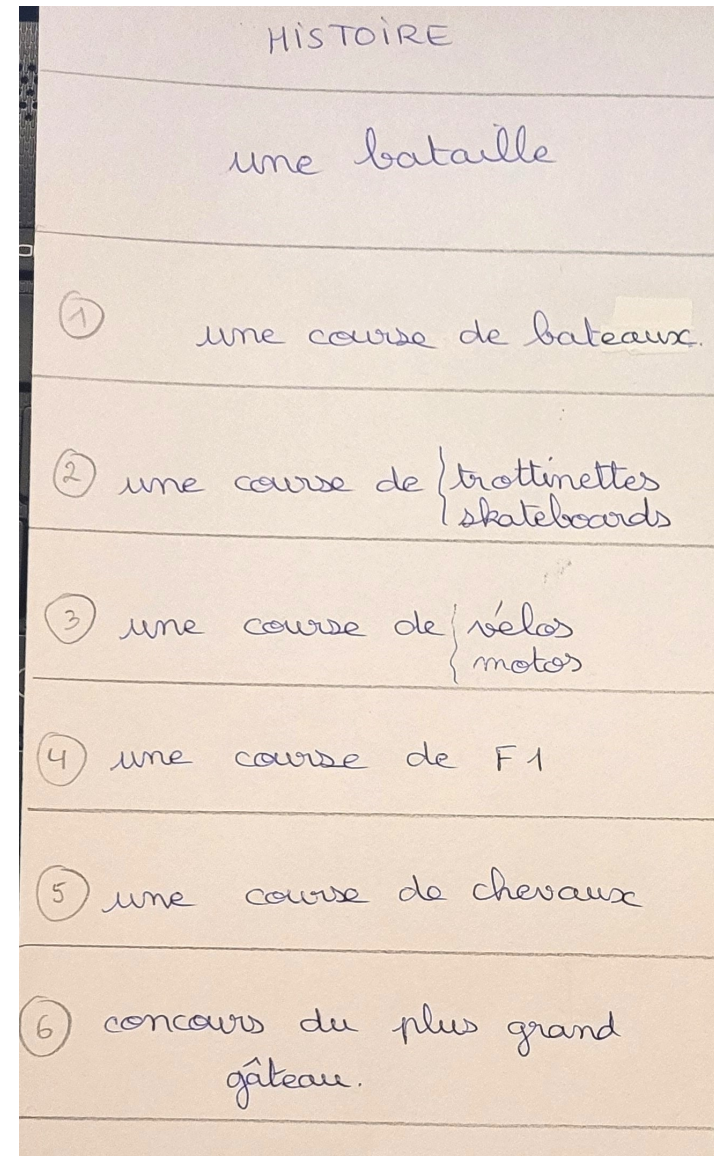 HISTOIRE
une bataille
1 une course de bateaux.
2 une course de { trottinettes
skateboards
3 une course de { vélos
motos
4 une course de F1
5 une course de chevaux
6 concours du plus grand
gâteau.